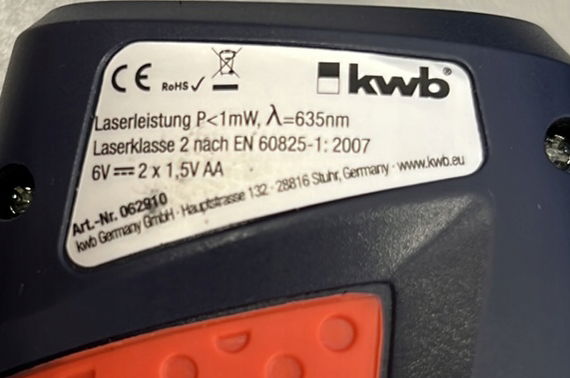 CE RoHS ✓ kwb®
Laserleistung P<1mW, λ=635nm
Laserklasse 2 nach EN 60825-1: 2007
6V⎓2 x 1,5V AA
Art.-Nr. 062910
kwb Germany GmbH · Hauptstrasse 132 · 28816 Stuhr, Germany · www.kwb.eu